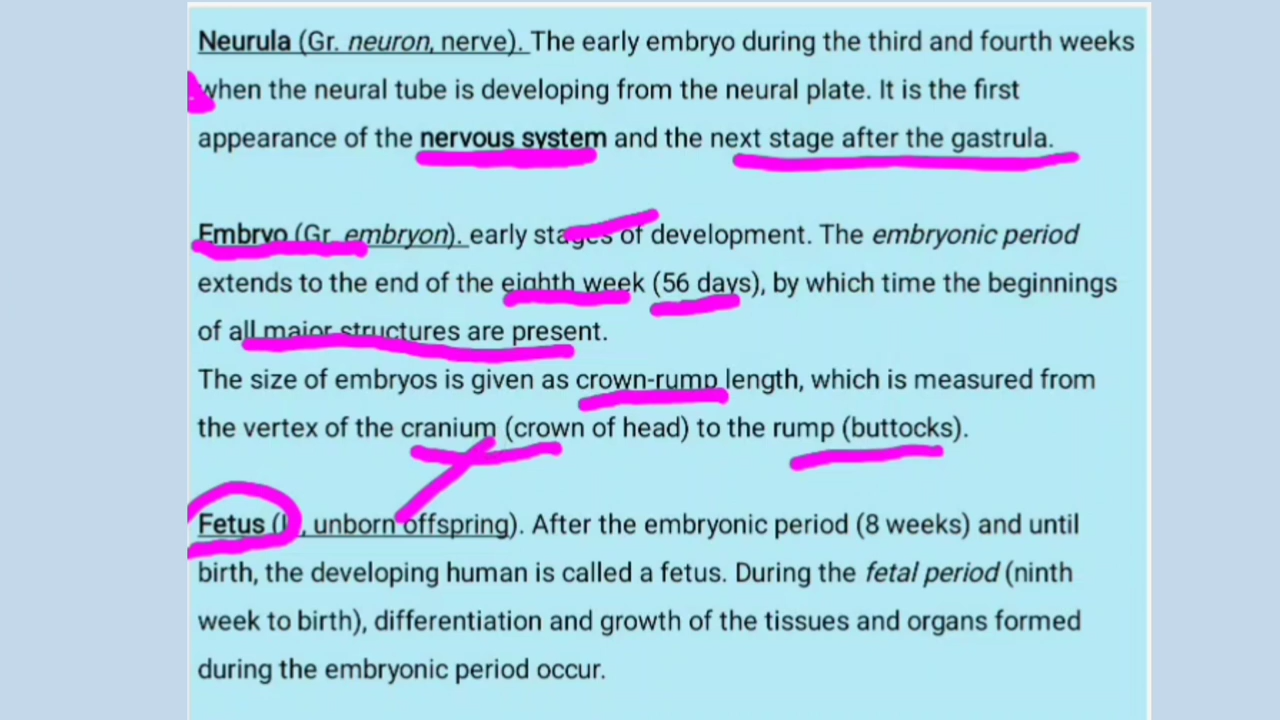 Neurula (Gr. neuron, nerve). The early embryo during the third and fourth weeks
when the neural tube is developing from the neural plate. It is the first
appearance of the nervous system and the next stage after the gastrula.
Embryo (Gr. embryon). early stages of development. The embryonic period
extends to the end of the eighth week (56 days), by which time the beginnings
of all major structures are present.
The size of embryos is given as crown-rump length, which is measured from
the vertex of the cranium (crown of head) to the rump (buttocks).
Fetus ( , unborn offspring). After the embryonic period (8 weeks) and until
birth, the developing human is called a fetus. During the fetal period (ninth
week to birth), differentiation and growth of the tissues and organs formed
during the embryonic period occur.